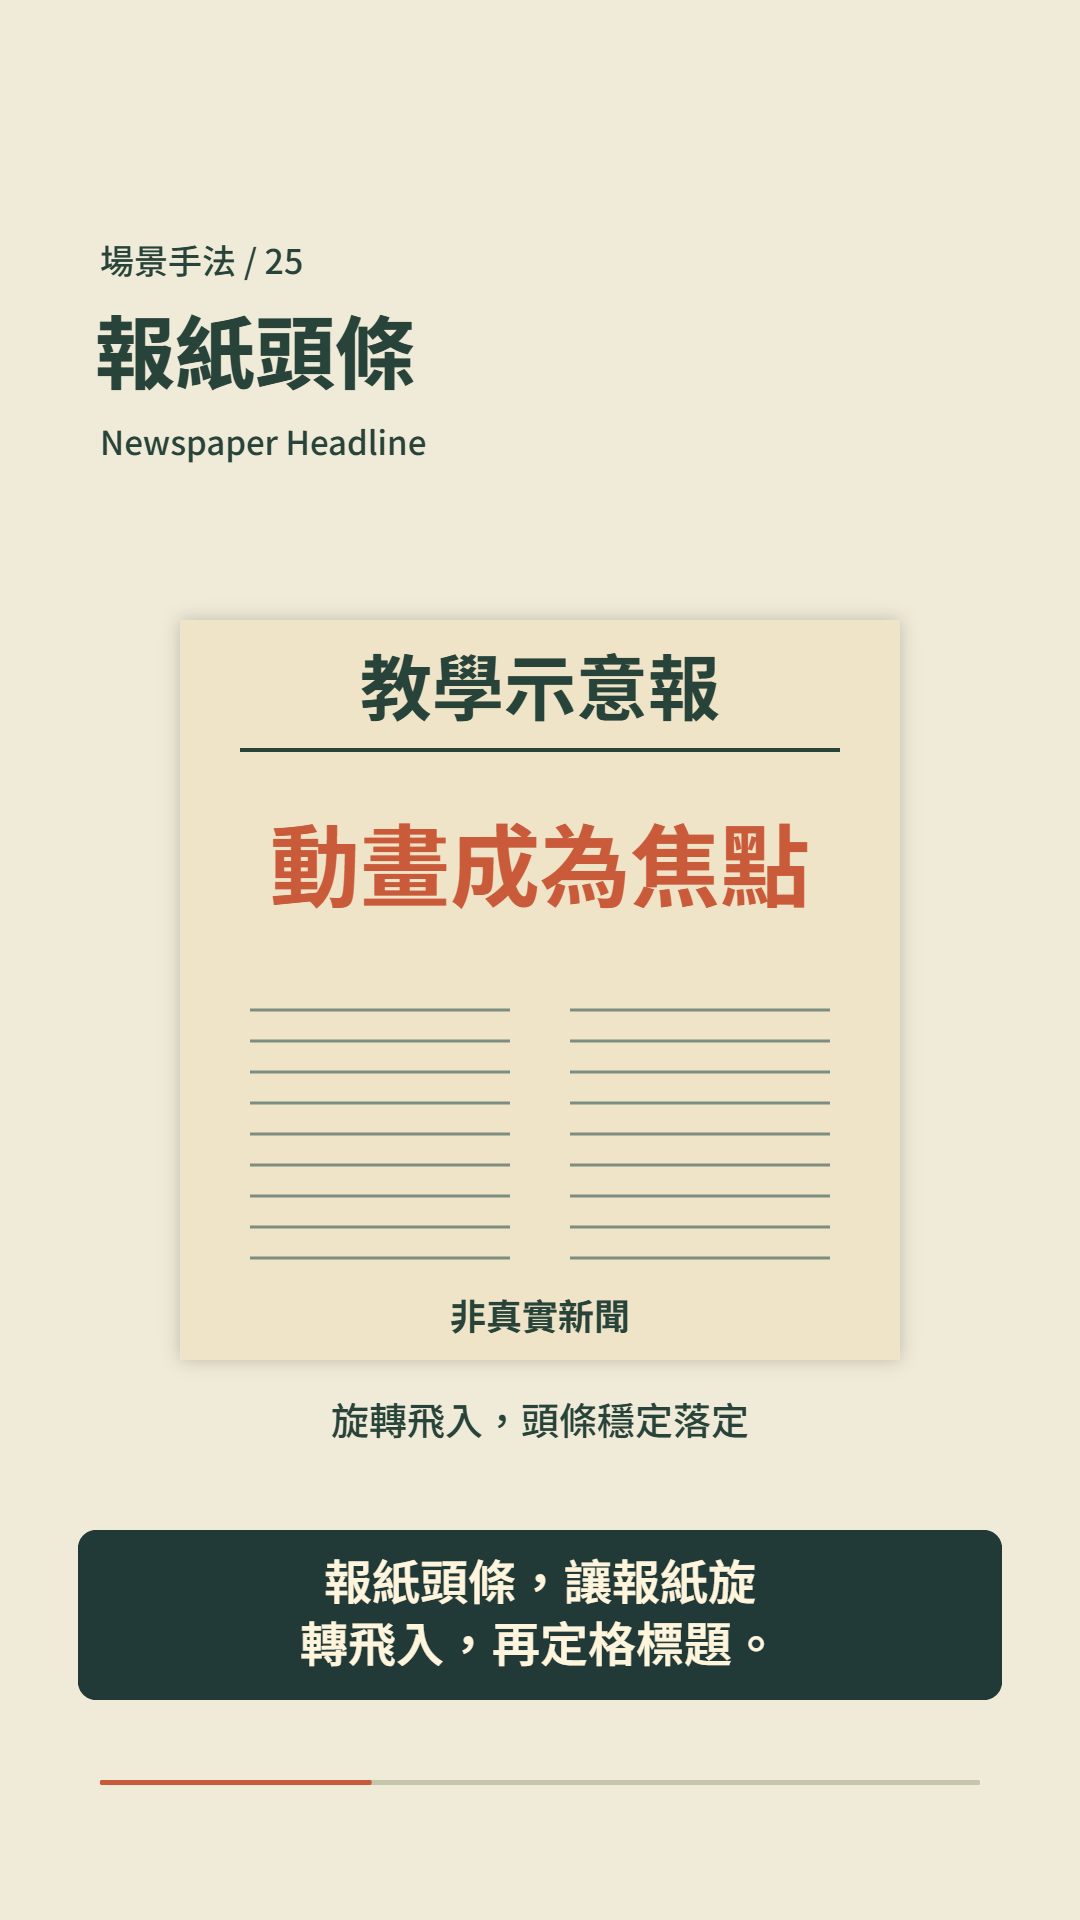 場景手法 / 25
報紙頭條
Newspaper Headline
教學示意報
動畫成為焦點
非真實新聞
旋轉飛入，頭條穩定落定
報紙頭條，讓報紙旋
轉飛入，再定格標題。